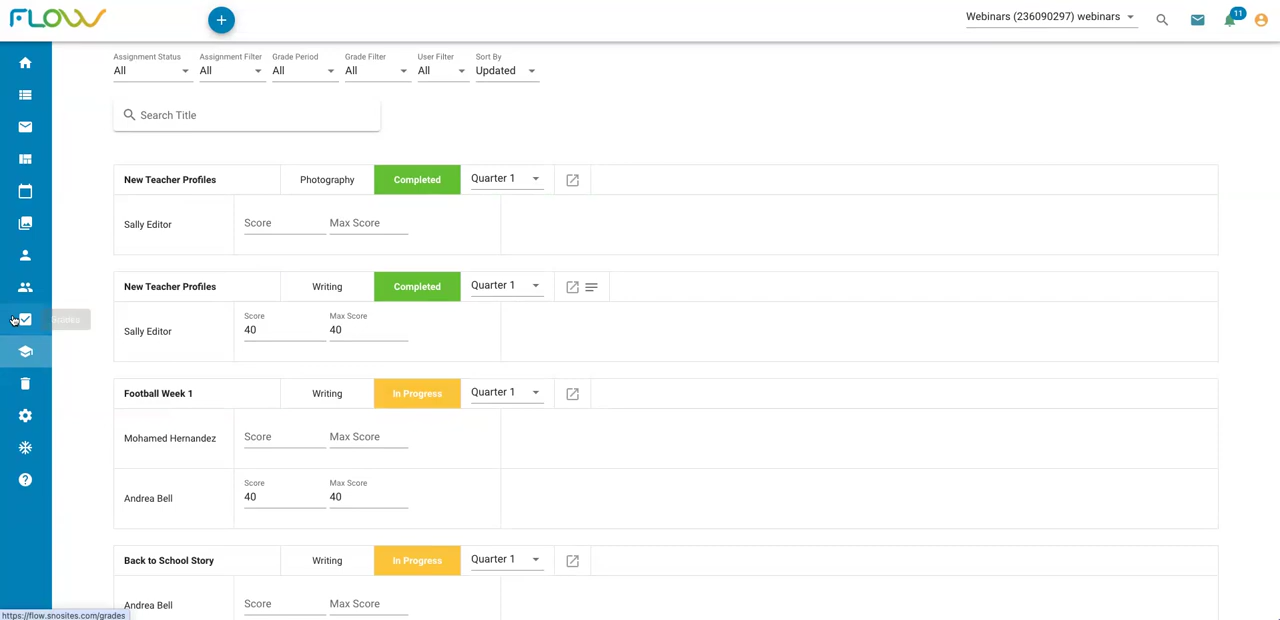 FLOW
+
Webinars (236090297) webinars
11
Assignment Status Assignment Filter Grade Period Grade Filter User Filter Sort By
All All All All All Updated
Search Title
New Teacher Profiles Photography Completed Quarter 1
Sally Editor Score Max Score
New Teacher Profiles Writing Completed Quarter 1
Score Max Score
Sally Editor 40 40
Grades
Football Week 1 Writing In Progress Quarter 1
Mohamed Hernandez Score Max Score
Score Max Score
Andrea Bell 40 40
Back to School Story Writing In Progress Quarter 1
Andrea Bell Score Max Score
https://flow.snosites.com/grades